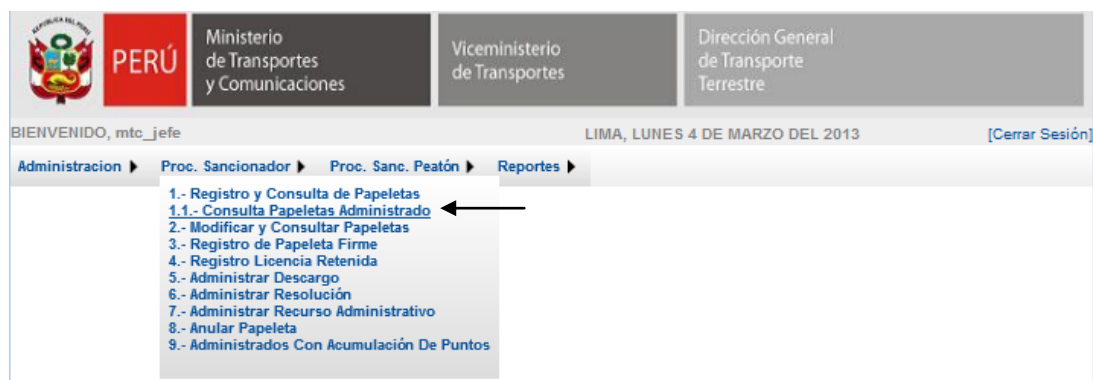 REPUBLICA DEL PERU
PERÚ
Ministerio
de Transportes
y Comunicaciones
Viceministerio
de Transportes
Dirección General
de Transporte
Terrestre
BIENVENIDO, mtc_jefe
LIMA, LUNES 4 DE MARZO DEL 2013
[Cerrar Sesión]
Administracion
Proc. Sancionador
Proc. Sanc. Peatón
Reportes
1.- Registro y Consulta de Papeletas
1.1.- Consulta Papeletas Administrado
2.- Modificar y Consultar Papeletas
3.- Registro de Papeleta Firme
4.- Registro Licencia Retenida
5.- Administrar Descargo
6.- Administrar Resolución
7.- Administrar Recurso Administrativo
8.- Anular Papeleta
9.- Administrados Con Acumulación De Puntos